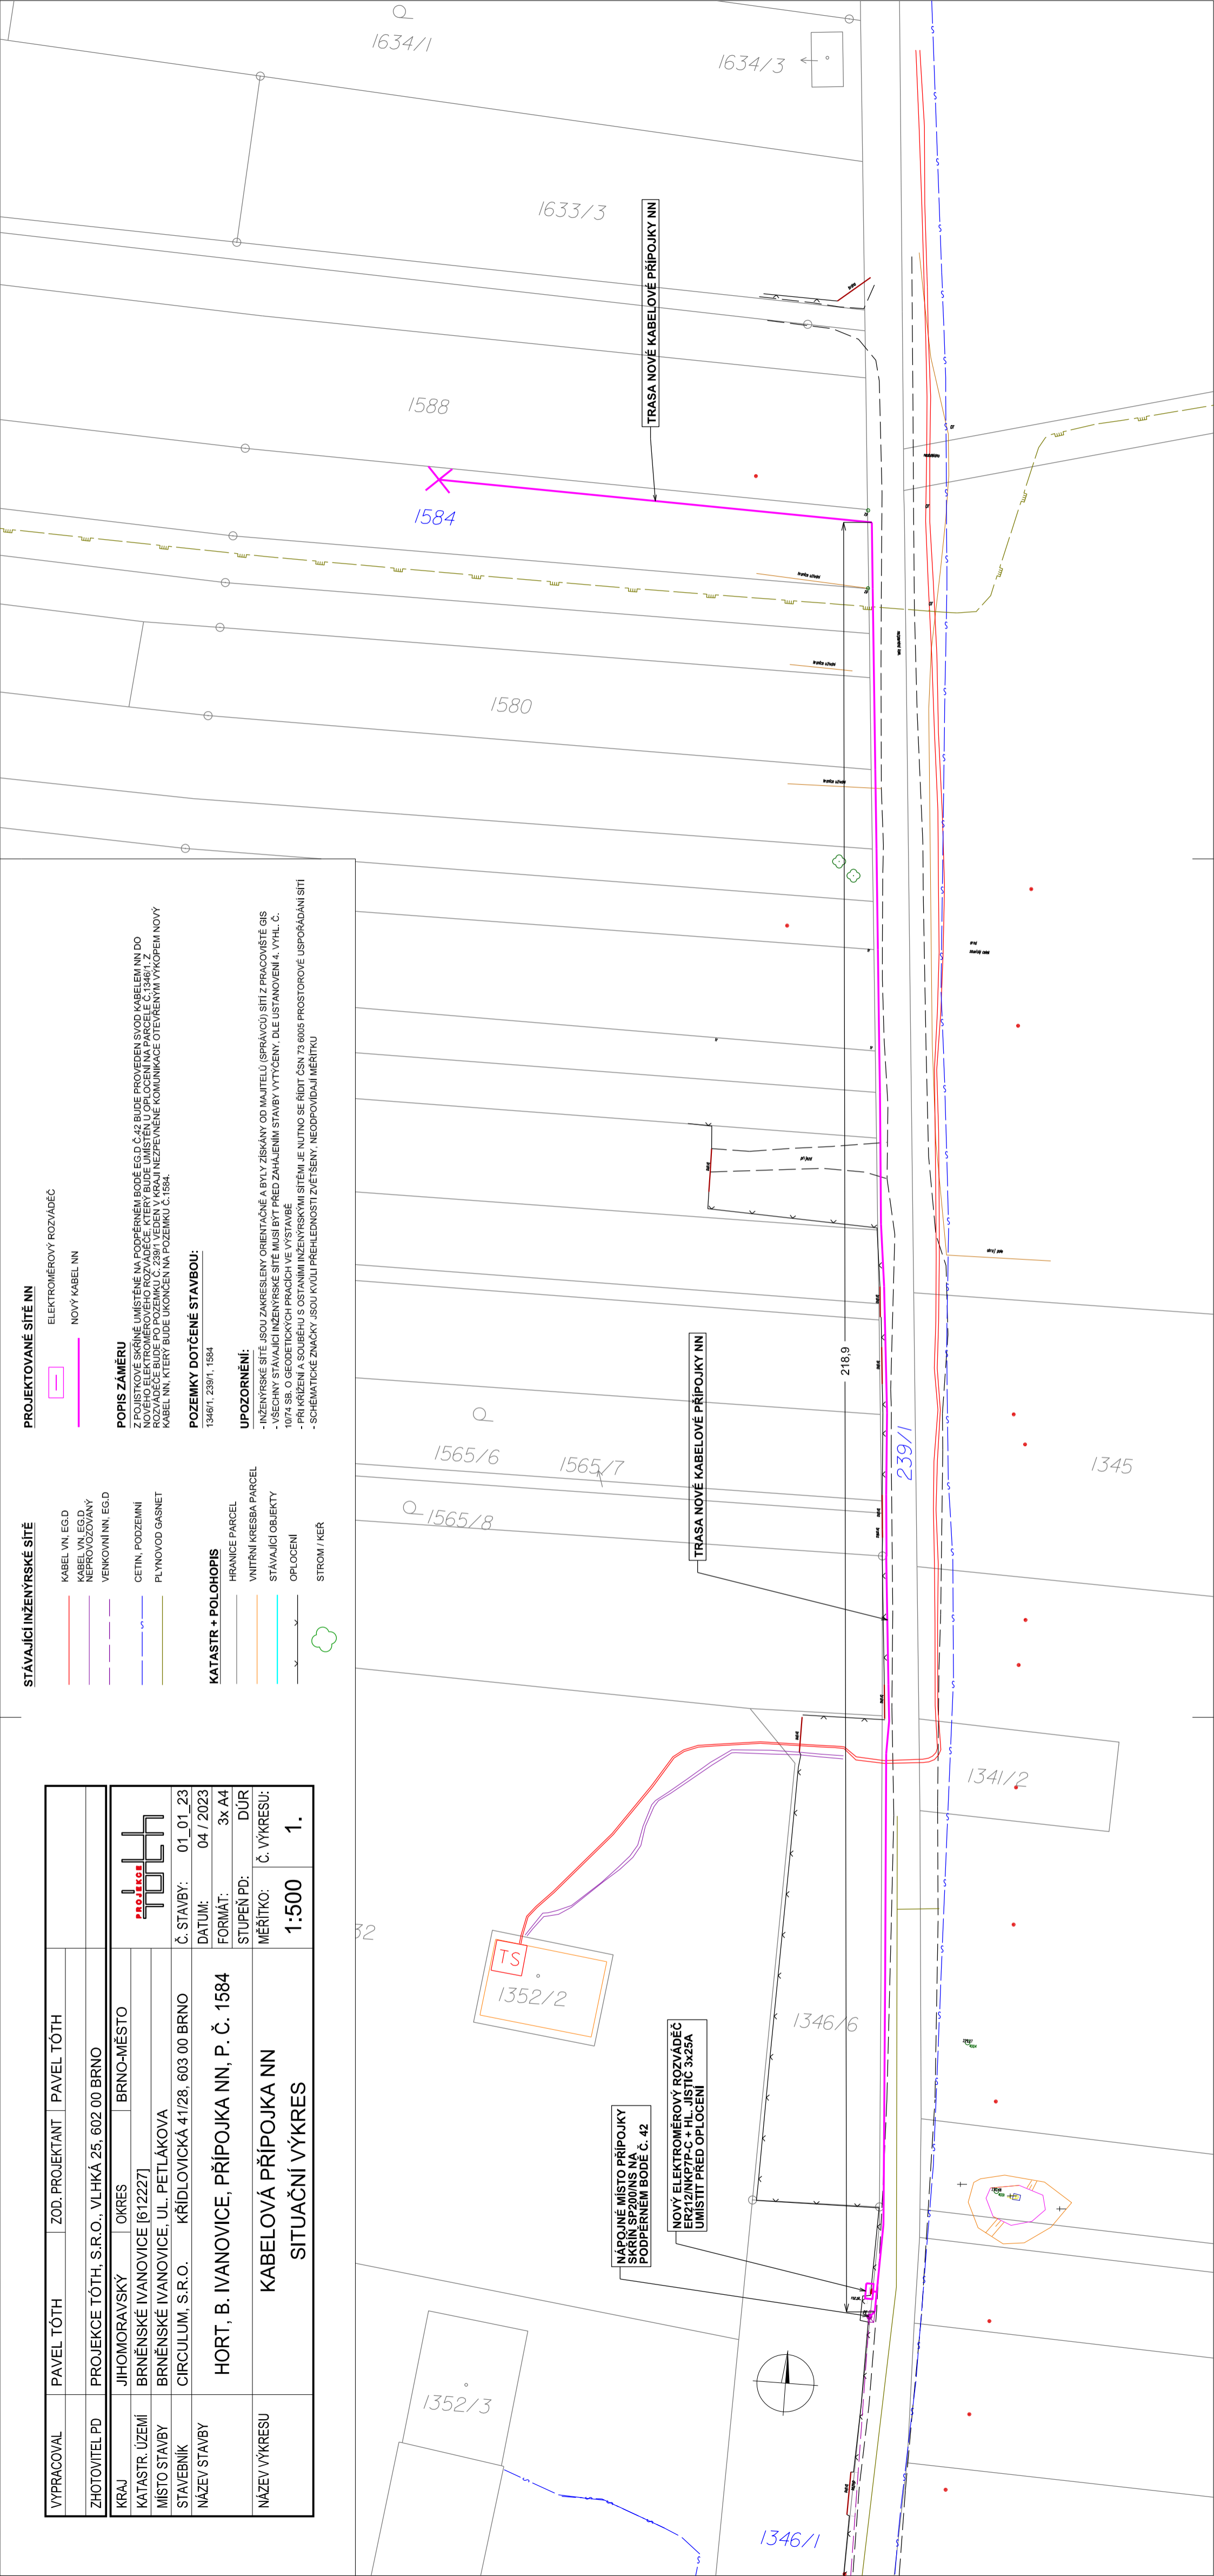 VYPRACOVAL PAVEL TÓTH ZOD. PROJEKTANT PAVEL TÓTH
ZHOTOVITEL PD PROJEKCE TÓTH, S.R.O., VLHKÁ 25, 602 00 BRNO
KRAJ JIHOMORAVSKÝ OKRES BRNO-MĚSTO
KATASTR. ÚZEMÍ BRNĚNSKÉ IVANOVICE [612227]
MÍSTO STAVBY BRNĚNSKÉ IVANOVICE, UL. PETLÁKOVA
STAVEBNÍK CIRCULUM, S.R.O. KŘÍDLOVICKÁ 41/28, 603 00 BRNO
NÁZEV STAVBY
HORT, B. IVANOVICE, PŘÍPOJKA NN, P. Č. 1584
NÁZEV VÝKRESU
KABELOVÁ PŘÍPOJKA NN
SITUAČNÍ VÝKRES
PROJEKCE
TÓTH
Č. STAVBY: 01_01_23
DATUM: 04 / 2023
FORMÁT: 3x A4
STUPEŇ PD: DÚR
MĚŘÍTKO: Č. VÝKRESU:
1:500 1.
STÁVAJÍCÍ INŽENÝRSKÉ SÍTĚ
KABEL VN, EG.D
KABEL VN, EG.D
NEPROVOZOVANÝ
VENKOVNÍ NN, EG.D
CETIN, PODZEMNÍ
PLYNOVOD GASNET
KATASTR + POLOHOPIS
HRANICE PARCEL
VNITŘNÍ KRESBA PARCEL
STÁVAJÍCÍ OBJEKTY
OPLOCENÍ
STROM / KEŘ
PROJEKTOVANÉ SÍTĚ NN
ELEKTROMĚROVÝ ROZVÁDĚČ
NOVÝ KABEL NN
POPIS ZÁMĚRU
Z POJISTKOVÉ SKŘÍNĚ UMÍSTĚNÉ NA PODPĚRNÉM BODĚ EG.D Č.42 BUDE PROVEDEN SVOD KABELEM NN DO
NOVÉHO ELEKTROMĚROVÉHO ROZVÁDĚČE, KTERÝ BUDE UMÍSTĚN U OPLOCENÍ NA PARCELE Č.1346/1. Z
ROZVÁDĚČE BUDE PO POZEMKU Č. 239/1 VEDEN V KRAJI NEZPEVNĚNÉ KOMUNIKACE OTEVŘENÝM VÝKOPEM NOVÝ
KABEL NN, KTERÝ BUDE UKONČEN NA POZEMKU Č.1584.
POZEMKY DOTČENÉ STAVBOU:
1346/1, 239/1, 1584
UPOZORNĚNÍ:
- INŽENÝRSKÉ SÍTĚ JSOU ZAKRESLENY ORIENTAČNĚ A BYLY ZÍSKÁNY OD MAJITELŮ (SPRÁVCŮ) SÍTÍ Z PRACOVIŠTĚ GIS
- VŠECHNY STÁVAJÍCÍ INŽENÝRSKÉ SÍTĚ MUSÍ BÝT PŘED ZAHÁJENÍM STAVBY VYTÝČENY, DLE USTANOVENÍ 4. VYHL. Č.
10/74 SB. O GEODETICKÝCH PRACÍCH VE VÝSTAVBĚ
- PŘI KŘÍŽENÍ A SOUBĚHU S OSTANÍMI INŽENÝRSKÝMI SÍTĚMI JE NUTNO SE ŘÍDIT ČSN 73 6005 PROSTOROVÉ USPOŘÁDÁNÍ SÍTÍ
- SCHÉMATICKÉ ZNAČKY JSOU KVŮLI PŘEHLEDNOSTI ZVĚTŠENY, NEODPOVÍDAJÍ MĚŘÍTKU
1634/1
1634/3
1633/3
1588
1584
1580
TRASA NOVÉ KABELOVÉ PŘÍPOJKY NN
1565/6
1565/7
1565/8
218,9
239/1
1345
TRASA NOVÉ KABELOVÉ PŘÍPOJKY NN
1341/2
TS
1352/2
32
1346/6
NÁPOJNÉ MÍSTO PŘÍPOJKY
SKŘÍŇ SP200/NS NA
PODPĚRNÉM BODĚ Č. 42
NOVÝ ELEKTROMĚROVÝ ROZVÁDĚČ
ER212/NKP7P-C + HL. JISTIČ 3x25A
UMÍSTIT PŘED OPLOCENÍ
1352/3
1346/1